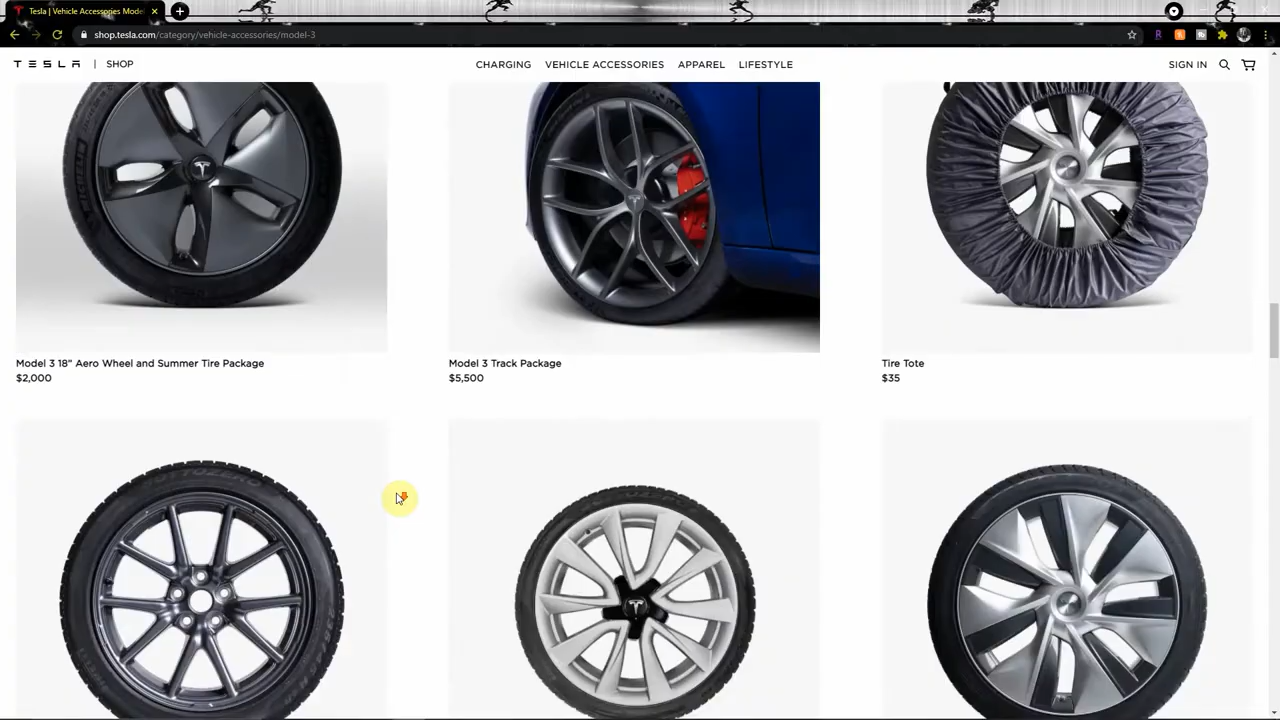 Tesla | Vehicle Accessories Model
shop.tesla.com/category/vehicle-accessories/model-3
TESLA | SHOP
CHARGING VEHICLE ACCESSORIES APPAREL LIFESTYLE
SIGN IN
Model 3 18" Aero Wheel and Summer Tire Package
$2,000
Model 3 Track Package
$5,500
Tire Tote
$35